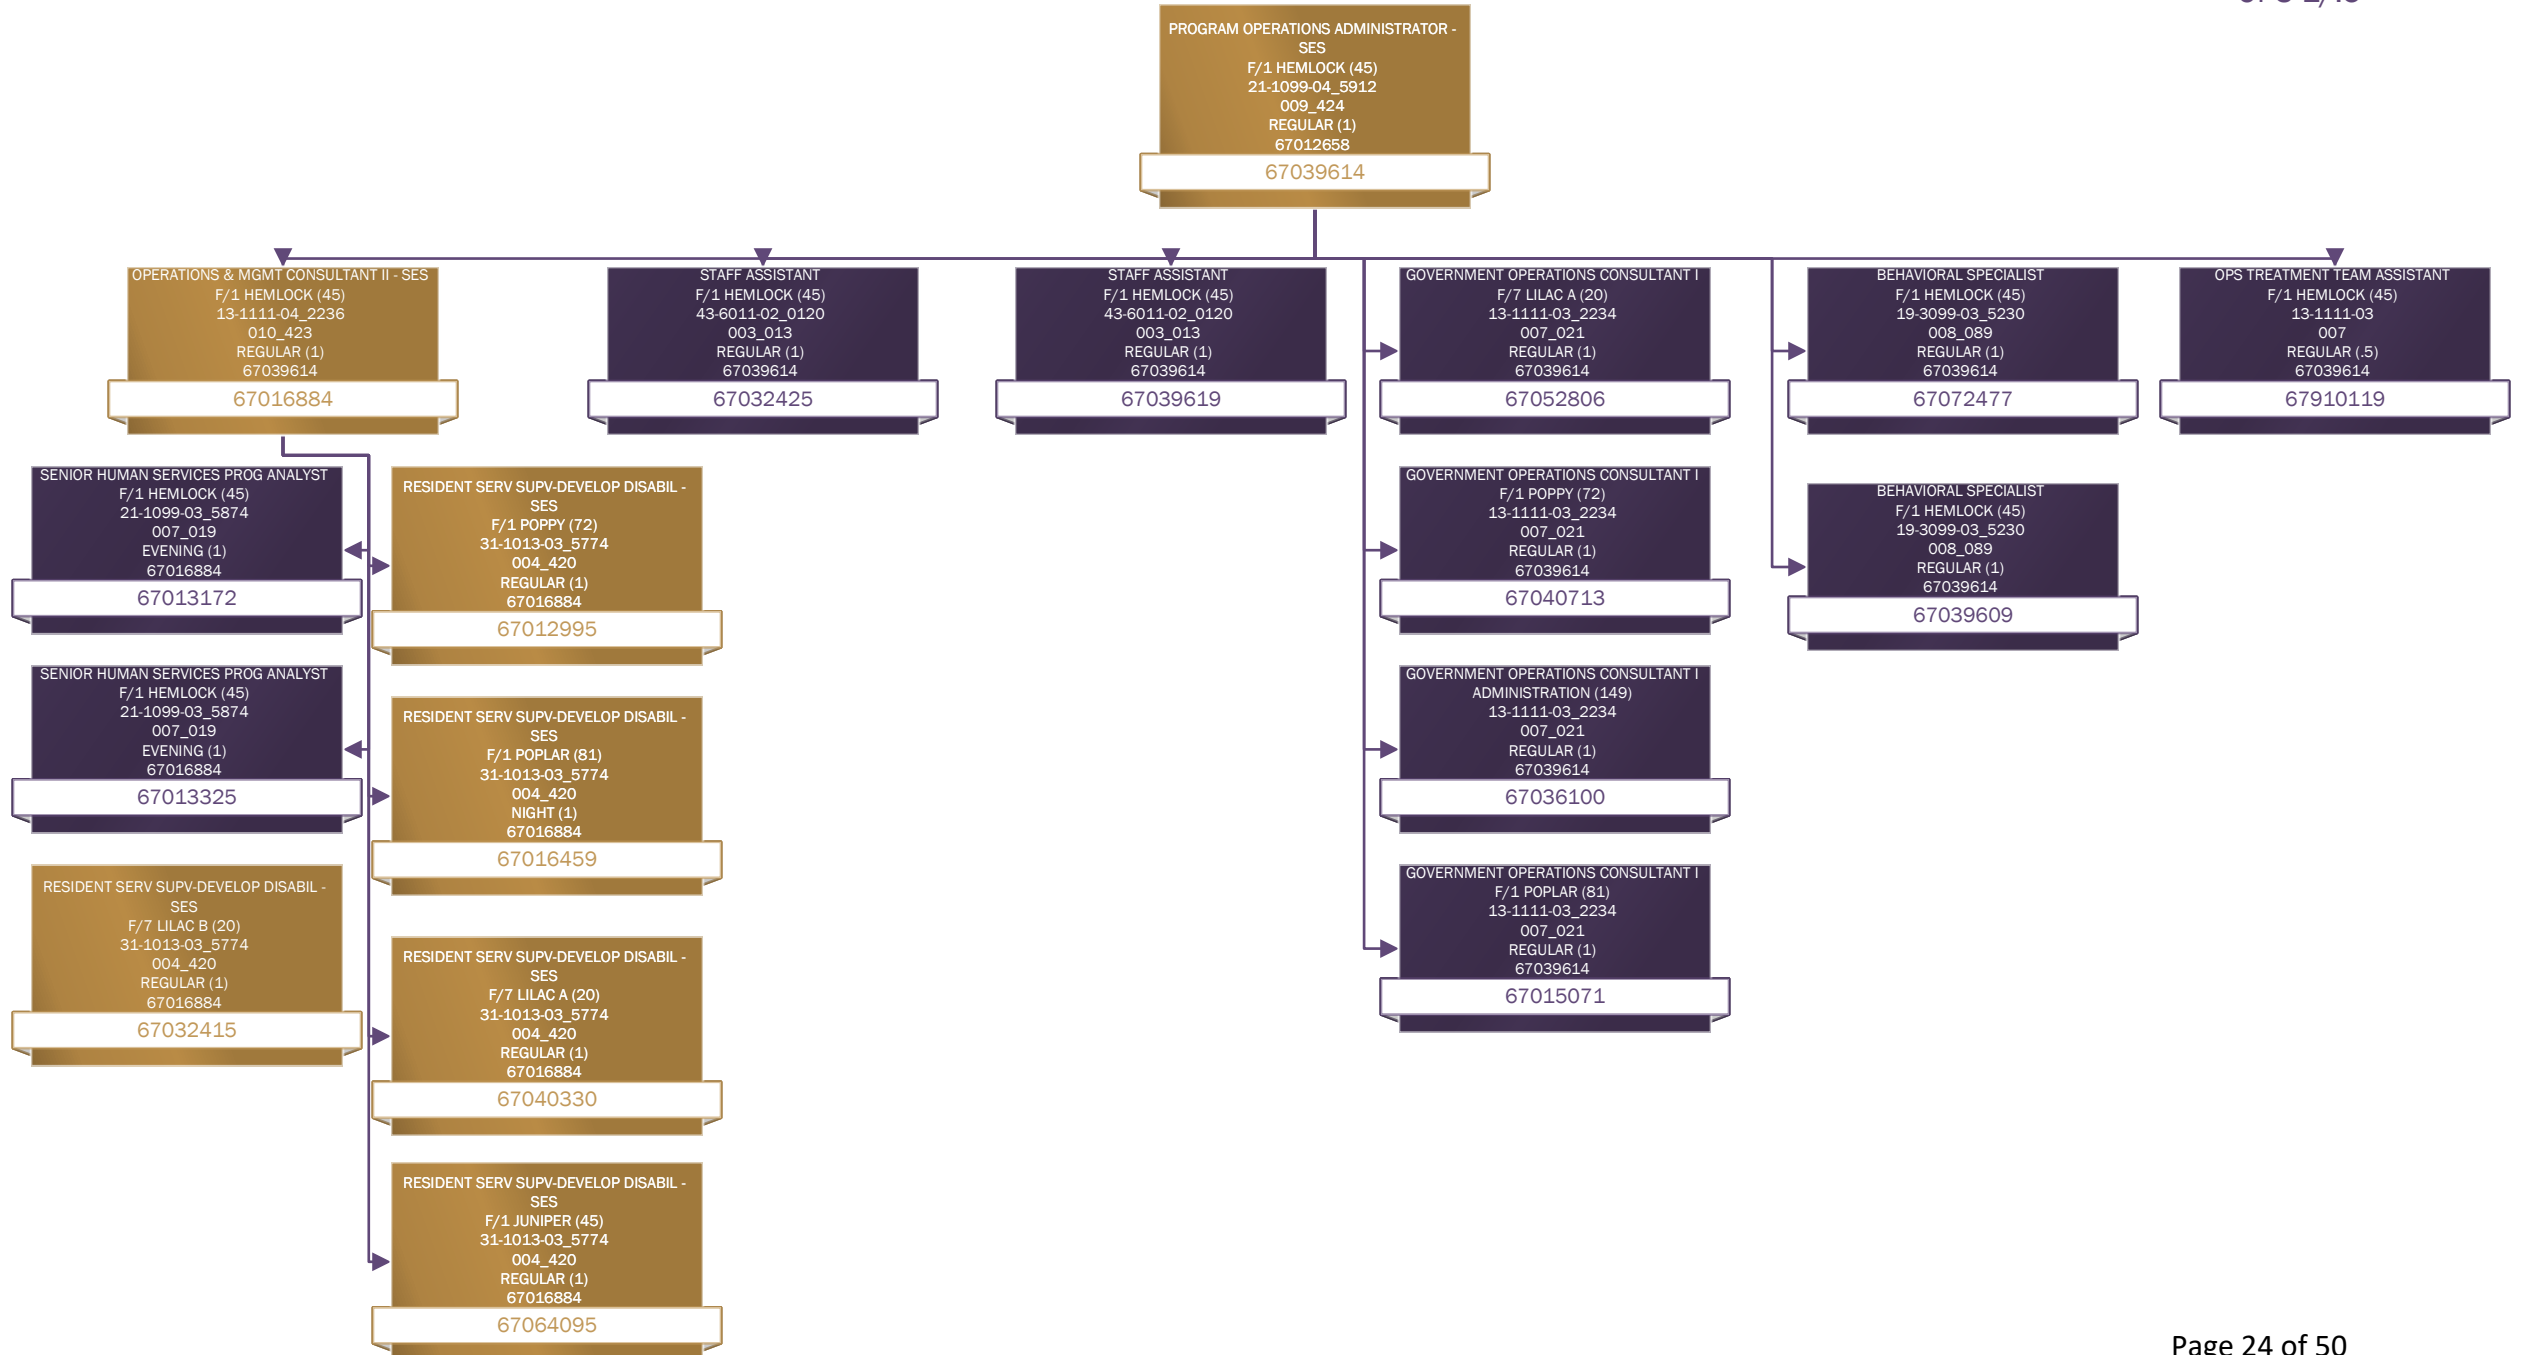 PROGRAM OPERATIONS ADMINISTRATOR -
SES
F/1 HEMLOCK (45)
21-1099-04_5912
009_424
REGULAR (1)
67012658
67039614
OPERATIONS & MGMT CONSULTANT II - SES
F/1 HEMLOCK (45)
13-1111-04_2236
010_423
REGULAR (1)
67039614
67016884
STAFF ASSISTANT
F/1 HEMLOCK (45)
43-6011-02_0120
003_013
REGULAR (1)
67039614
67032425
STAFF ASSISTANT
F/1 HEMLOCK (45)
43-6011-02_0120
003_013
REGULAR (1)
67039614
67039619
GOVERNMENT OPERATIONS CONSULTANT I
F/7 LILAC A (20)
13-1111-03_2234
007_021
REGULAR (1)
67039614
67052806
BEHAVIORAL SPECIALIST
F/1 HEMLOCK (45)
19-3099-03_5230
008_089
REGULAR (1)
67039614
67072477
OPS TREATMENT TEAM ASSISTANT
F/1 HEMLOCK (45)
13-1111-03
007
REGULAR (.5)
67039614
67910119
SENIOR HUMAN SERVICES PROG ANALYST
F/1 HEMLOCK (45)
21-1099-03_5874
007_019
EVENING (1)
67016884
67013172
RESIDENT SERV SUPV-DEVELOP DISABIL -
SES
F/1 POPPY (72)
31-1013-03_5774
004_420
REGULAR (1)
67016884
67012995
GOVERNMENT OPERATIONS CONSULTANT I
F/1 POPPY (72)
13-1111-03_2234
007_021
REGULAR (1)
67039614
67040713
BEHAVIORAL SPECIALIST
F/1 HEMLOCK (45)
19-3099-03_5230
008_089
REGULAR (1)
67039614
67039609
SENIOR HUMAN SERVICES PROG ANALYST
F/1 HEMLOCK (45)
21-1099-03_5874
007_019
EVENING (1)
67016884
67013325
RESIDENT SERV SUPV-DEVELOP DISABIL -
SES
F/1 POPLAR (81)
31-1013-03_5774
004_420
NIGHT (1)
67016884
67016459
GOVERNMENT OPERATIONS CONSULTANT I
ADMINISTRATION (149)
13-1111-03_2234
007_021
REGULAR (1)
67039614
67036100
RESIDENT SERV SUPV-DEVELOP DISABIL -
SES
F/7 LILAC B (20)
31-1013-03_5774
004_420
REGULAR (1)
67016884
67032415
RESIDENT SERV SUPV-DEVELOP DISABIL -
SES
F/7 LILAC A (20)
31-1013-03_5774
004_420
REGULAR (1)
67016884
67040330
GOVERNMENT OPERATIONS CONSULTANT I
F/1 POPLAR (81)
13-1111-03_2234
007_021
REGULAR (1)
67039614
67015071
RESIDENT SERV SUPV-DEVELOP DISABIL -
SES
F/1 JUNIPER (45)
31-1013-03_5774
004_420
REGULAR (1)
67016884
67064095
Page 24 of 50